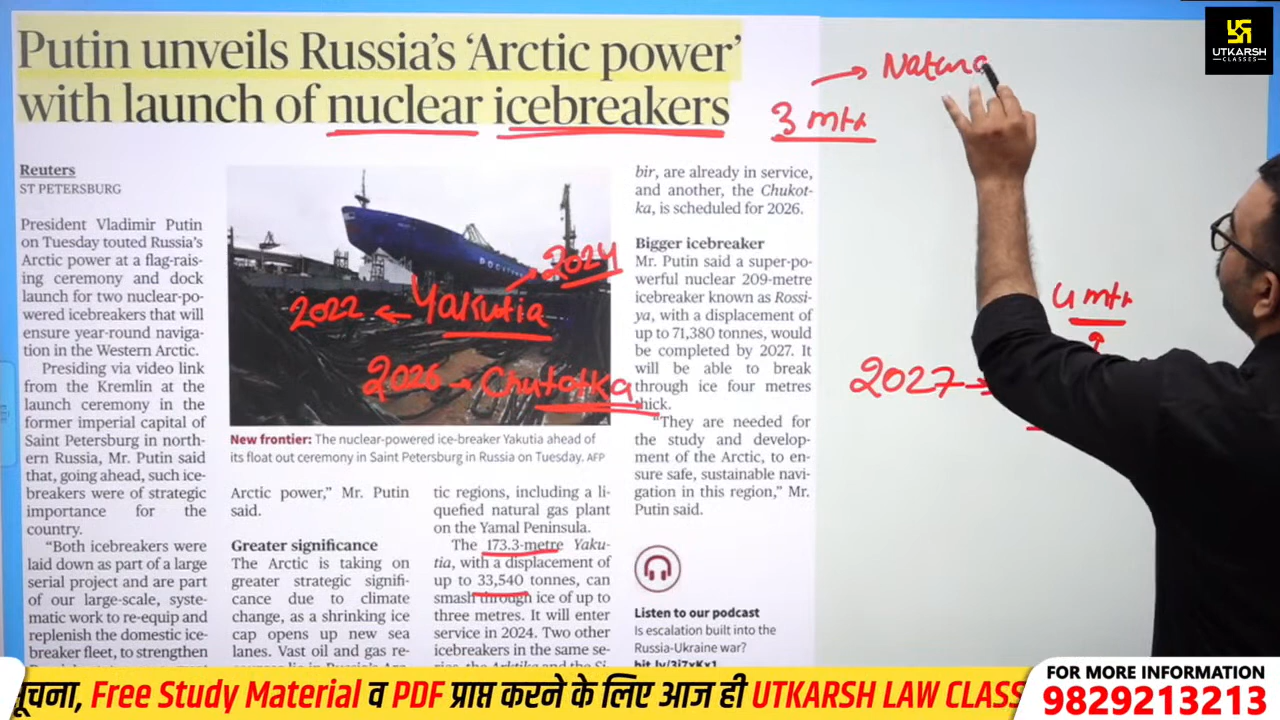 Putin unveils Russia's 'Arctic power'
with launch of nuclear icebreakers
Reuters
ST PETERSBURG
President Vladimir Putin
on Tuesday touted Russia's
Arctic power at a flag-rais-
ing ceremony and dock
launch for two nuclear-po-
wered icebreakers that will
ensure year-round naviga-
tion in the Western Arctic.
Presiding via video link
from the Kremlin at the
launch ceremony in the
former imperial capital of
Saint Petersburg in north-
ern Russia, Mr. Putin said
that, going ahead, such ice-
breakers were of strategic
importance for the
country.
"Both icebreakers were
laid down as part of a large
serial project and are part
of our large-scale, syste-
matic work to re-equip and
replenish the domestic ice-
breaker fleet, to strengthen
2024
2022 ← Yakutia
2026 → Chukotka
New frontier: The nuclear-powered ice-breaker Yakutia ahead of
its float out ceremony in Saint Petersburg in Russia on Tuesday. AFP
Arctic power," Mr. Putin
said.
Greater significance
The Arctic is taking on
greater strategic signifi-
cance due to climate
change, as a shrinking ice
cap opens up new sea
lanes. Vast oil and gas re-
tic regions, including a li-
quefied natural gas plant
on the Yamal Peninsula.
The 173.3-metre Yaku-
tia, with a displacement of
up to 33,540 tonnes, can
smash through ice of up to
three metres. It will enter
service in 2024. Two other
icebreakers in the same se-
ries, the Arktika and the Si-
bir, are already in service,
and another, the Chukot-
ka, is scheduled for 2026.
Bigger icebreaker
Mr. Putin said a super-po-
werful nuclear 209-metre
icebreaker known as Rossi-
ya, with a displacement of
up to 71,380 tonnes, would
be completed by 2027. It
will be able to break
through ice four metres
thick.
"They are needed for
the study and develop-
ment of the Arctic, to en-
sure safe, sustainable navi-
gation in this region," Mr.
Putin said.
Listen to our podcast
Is escalation built into the
Russia-Ukraine war?
bit.ly/3i7xKx1
→ Natura
3 mtr
4 mtr
2027 →
UTKARSH
CLASSES
सूचना, Free Study Material व PDF प्राप्त करने के लिए आज ही UTKARSH LAW CLASS
FOR MORE INFORMATION
9829213213